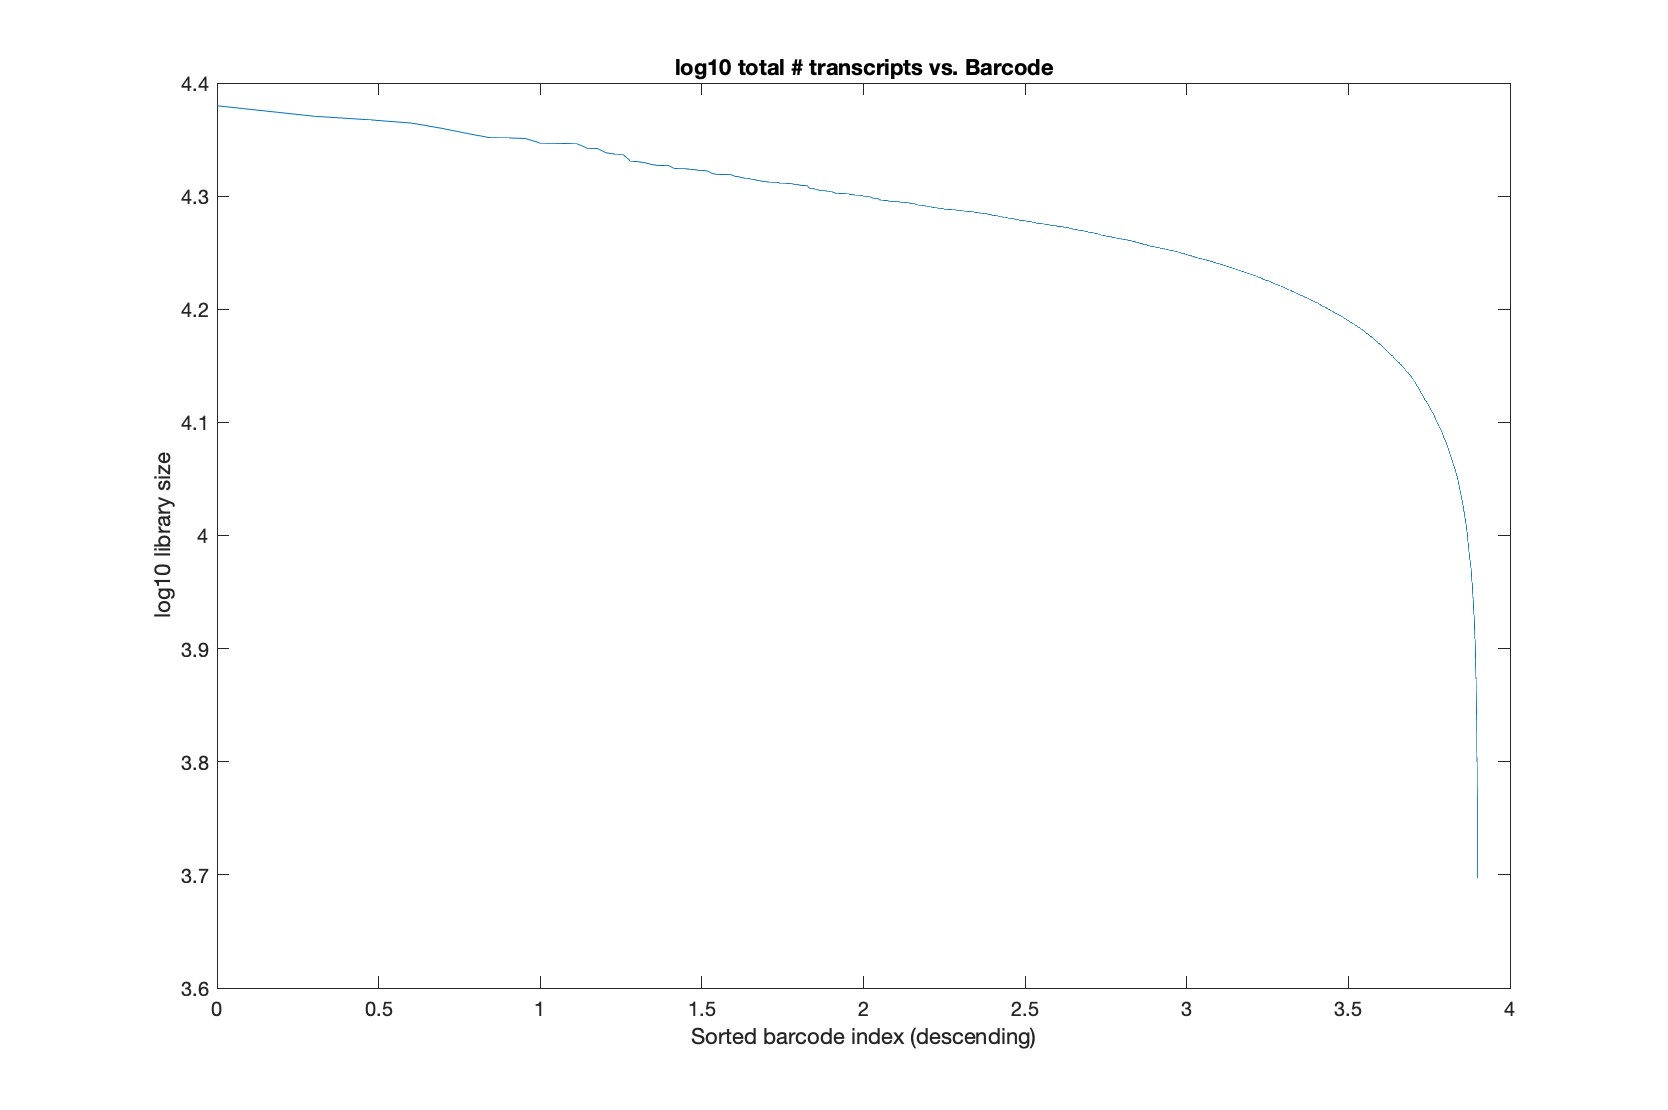 log10 total # transcripts vs. Barcode
4.4
4.3
4.2
4.1
4
3.9
3.8
3.7
3.6
log10 library size
0 0.5 1 1.5 2 2.5 3 3.5 4
Sorted barcode index (descending)